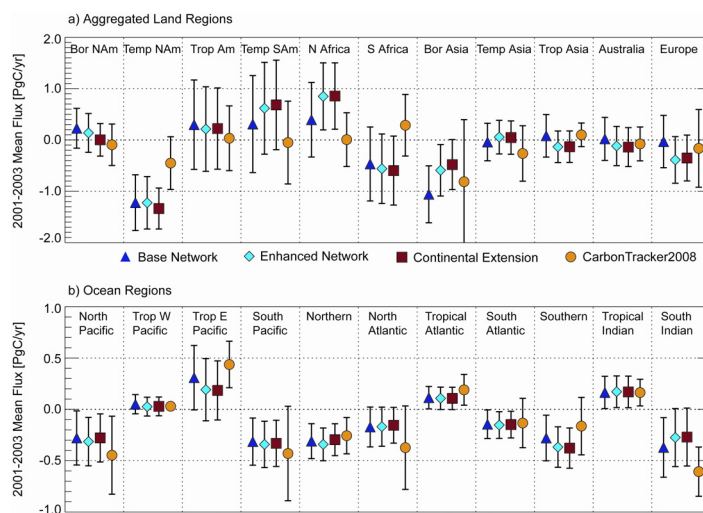 a) Aggregated Land Regions
2001-2003 Mean Flux [PgC/yr]
2.0
1.0
0.0
-1.0
-2.0
Bor NAm Temp NAm Trop Am Temp SAm N Africa S Africa Bor Asia Temp Asia Trop Asia Australia Europe
Base Network Enhanced Network Continental Extension CarbonTracker2008
b) Ocean Regions
2001-2003 Mean Flux [PgC/yr]
1.0
0.5
0.0
-0.5
-1.0
North Trop W Trop E South Northern North Tropical South Southern Tropical South
Pacific Pacific Pacific Pacific Atlantic Atlantic Atlantic Indian Indian